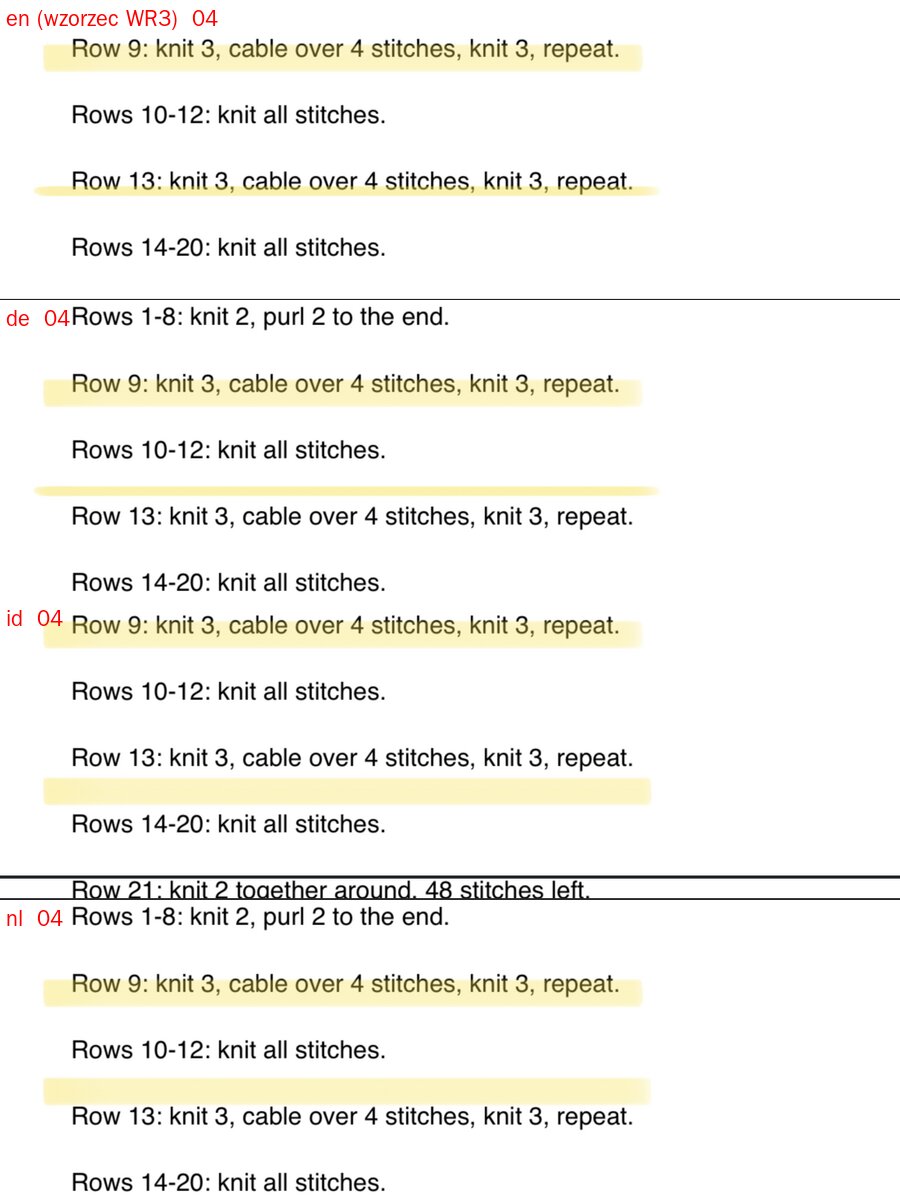 en (wzorzec WR3) 04
Row 9: knit 3, cable over 4 stitches, knit 3, repeat.
Rows 10-12: knit all stitches.
Row 13: knit 3, cable over 4 stitches, knit 3, repeat.
Rows 14-20: knit all stitches.
de 04 Rows 1-8: knit 2, purl 2 to the end.
Row 9: knit 3, cable over 4 stitches, knit 3, repeat.
Rows 10-12: knit all stitches.
Row 13: knit 3, cable over 4 stitches, knit 3, repeat.
Rows 14-20: knit all stitches.
id 04 Row 9: knit 3, cable over 4 stitches, knit 3, repeat.
Rows 10-12: knit all stitches.
Row 13: knit 3, cable over 4 stitches, knit 3, repeat.
Rows 14-20: knit all stitches.
Row 21: knit 2 together around. 48 stitches left.
nl 04 Rows 1-8: knit 2, purl 2 to the end.
Row 9: knit 3, cable over 4 stitches, knit 3, repeat.
Rows 10-12: knit all stitches.
Row 13: knit 3, cable over 4 stitches, knit 3, repeat.
Rows 14-20: knit all stitches.